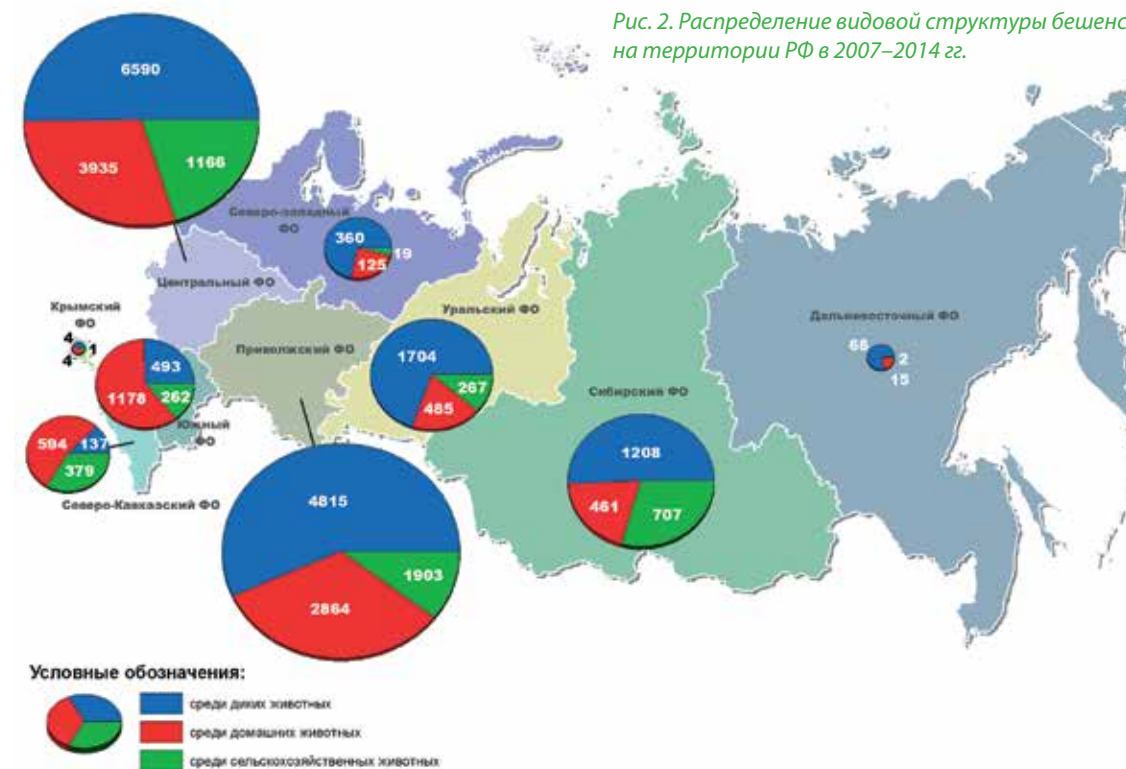 Рис. 2. Распределение видовой структуры бешенс
на территории РФ в 2007–2014 гг.
6590
3935
1166
Северо-западный
ФО
360
19
125
Центральный ФО
Крымский
ФО
4
1
4
Приволжский ФО
Уральский ФО
Дальневосточный ФО
1704
267
485
68
2
15
493
1178
262
Южный
ФО
Сибирский ФО
594
137
379
1208
461
707
Северо-Кавказский ФО
4815
1903
2864
Условные обозначения:
среди диких животных
среди домашних животных
среди сельскохозяйственных животных